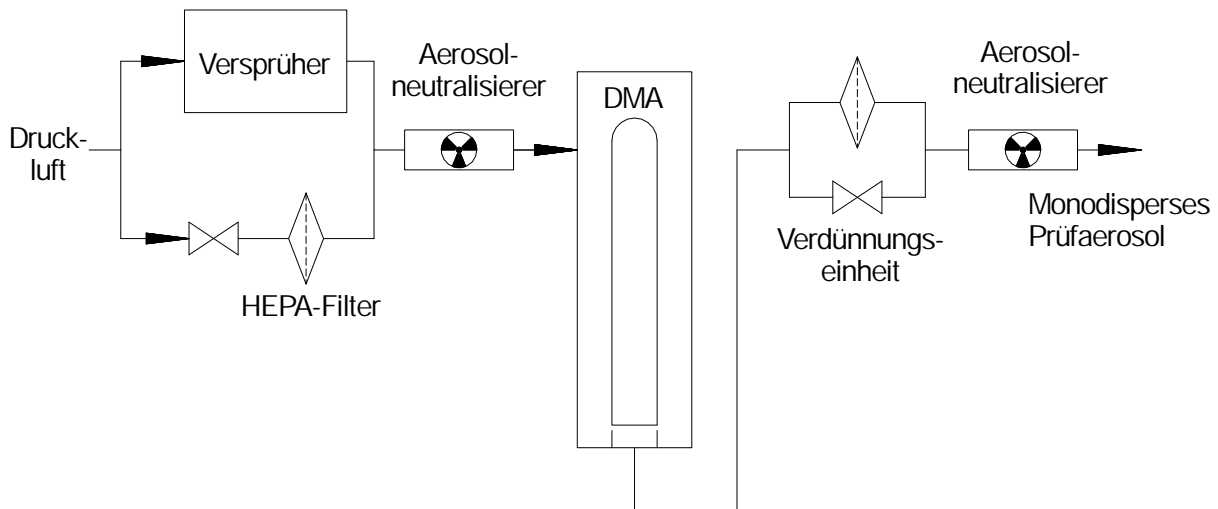 Versprüher
Druck-
luft
HEPA-Filter
Aerosol-
neutralisierer
DMA
Verdünnungs-
einheit
Aerosol-
neutralisierer
Monodisperses
Prüfaerosol